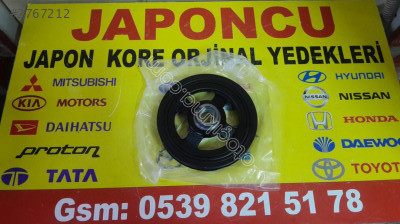 767212
JAPONCU
JAPON KORE ORJİNAL YEDEKLERİ
MITSUBISHI
HYUNDAI
KIA MOTORS
NISSAN
DAIHATSU
HONDA
proton
DAEWOO
TATA
TOYOTA
Gsm: 0539 821 51 78